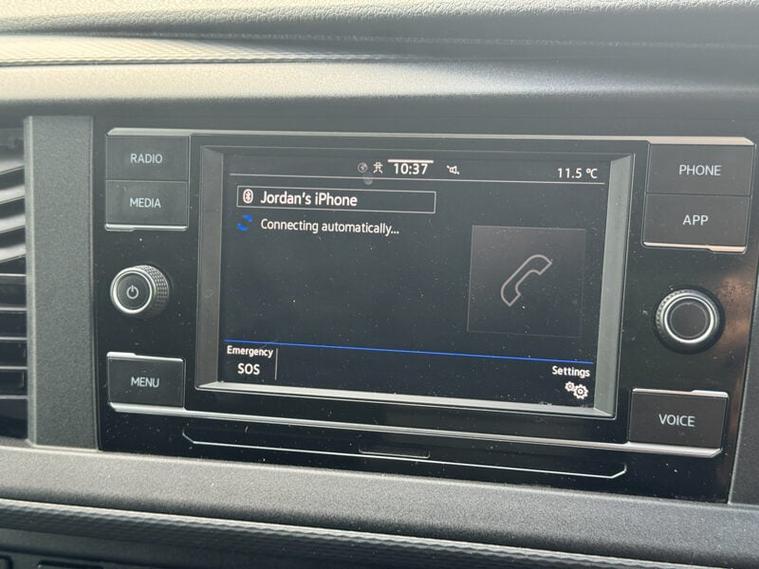 RADIO
MEDIA
MENU
10:37
11.5 °C
Jordan's iPhone
Connecting automatically...
Emergency
SOS
Settings
PHONE
APP
VOICE